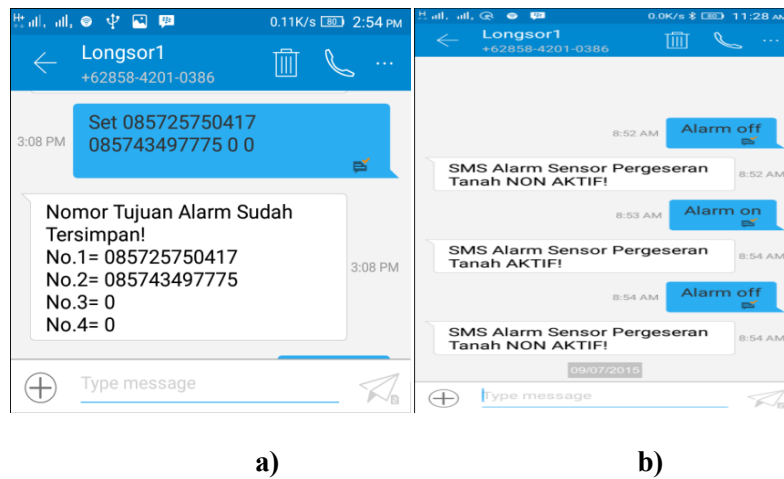 0.11K/s 80 2:54 PM
Longsor1
+62858-4201-0386
Set 085725750417
085743497775 0 0
3:08 PM
Nomor Tujuan Alarm Sudah
Tersimpan!
No.1= 085725750417
No.2= 085743497775
No.3= 0
No.4= 0
3:08 PM
Type message
a)
0.0K/s 80 11:28 AM
Longsor1
+62858-4201-0386
8:52 AM
Alarm off
SMS Alarm Sensor Pergeseran
Tanah NON AKTIF!
8:52 AM
8:53 AM
Alarm on
SMS Alarm Sensor Pergeseran
Tanah AKTIF!
8:54 AM
8:54 AM
Alarm off
SMS Alarm Sensor Pergeseran
Tanah NON AKTIF!
8:54 AM
09/07/2015
Type message
b)